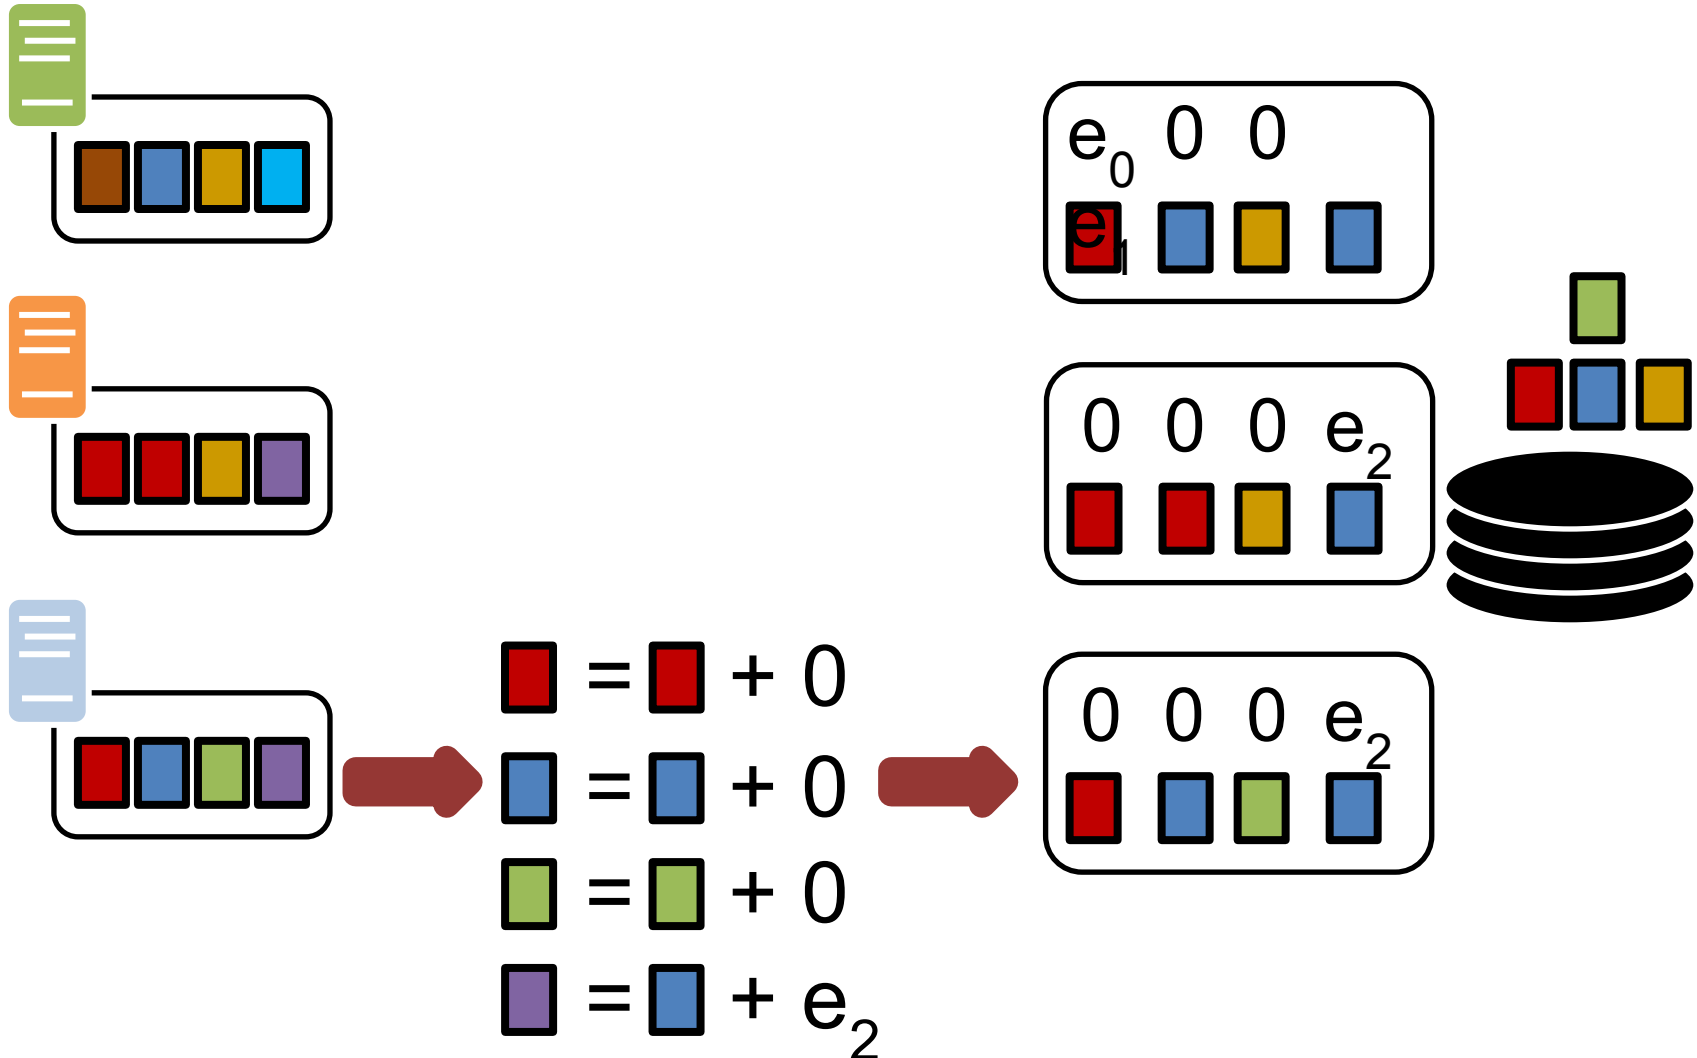 e₀ 0 0
e₁
0 0 0 e₂
= + 0
= + 0
= + 0
= + e₂
0 0 0 e₂